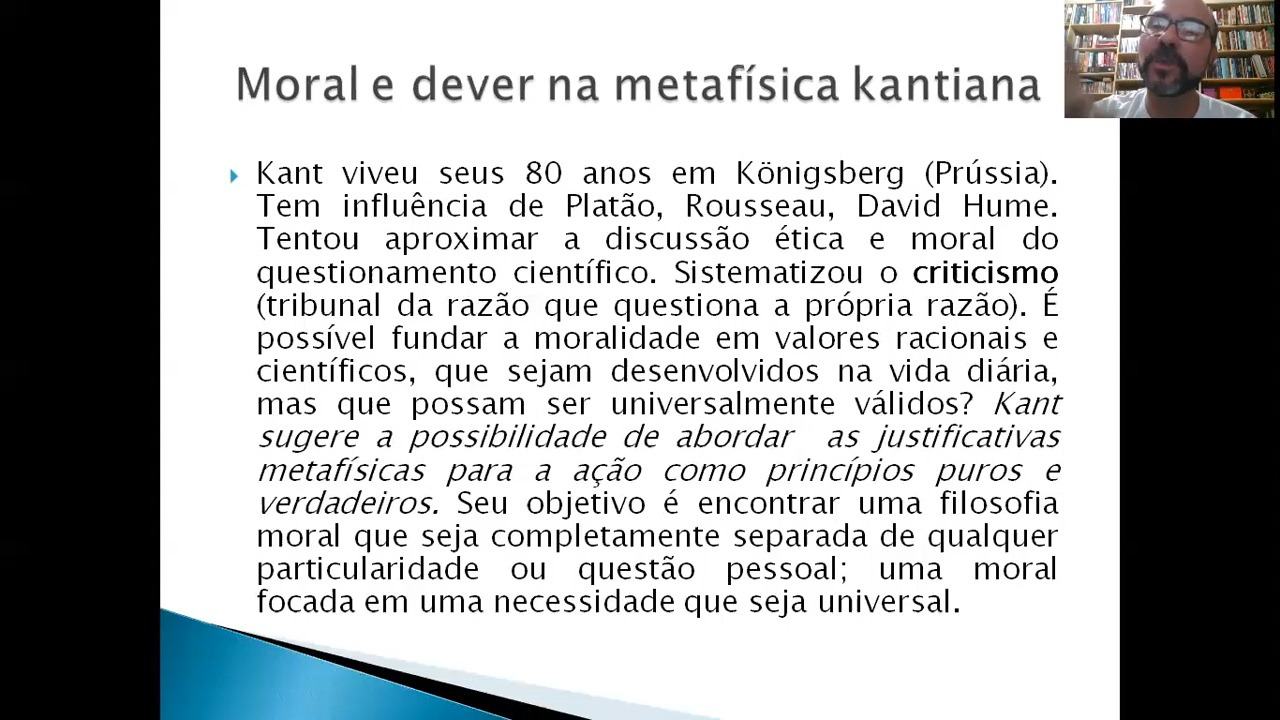 Moral e dever na metafísica kantiana
Kant viveu seus 80 anos em Königsberg (Prússia).
Tem influência de Platão, Rousseau, David Hume.
Tentou aproximar a discussão ética e moral do
questionamento científico. Sistematizou o criticismo
(tribunal da razão que questiona a própria razão). É
possível fundar a moralidade em valores racionais e
científicos, que sejam desenvolvidos na vida diária,
mas que possam ser universalmente válidos? Kant
sugere a possibilidade de abordar as justificativas
metafísicas para a ação como princípios puros e
verdadeiros. Seu objetivo é encontrar uma filosofia
moral que seja completamente separada de qualquer
particularidade ou questão pessoal; uma moral
focada em uma necessidade que seja universal.